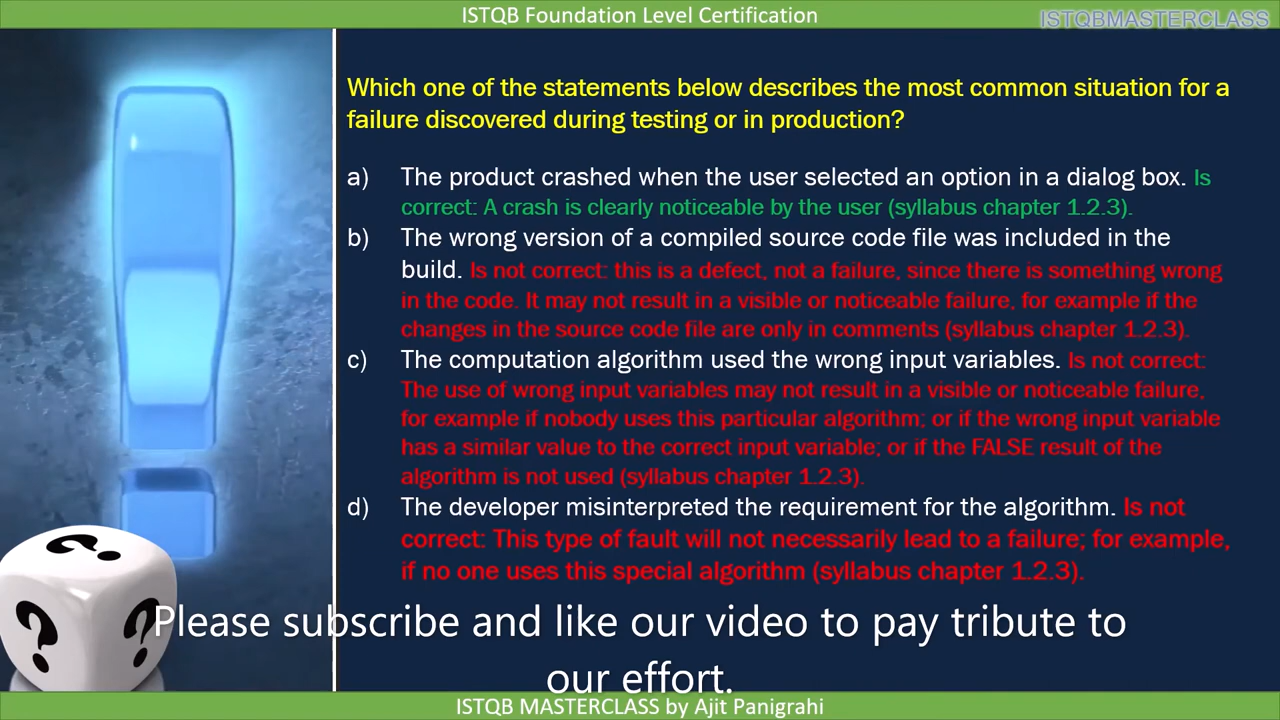 ISTQB Foundation Level Certification
ISTQBMASTERCLASS
Which one of the statements below describes the most common situation for a
failure discovered during testing or in production?
a) The product crashed when the user selected an option in a dialog box. Is
correct: A crash is clearly noticeable by the user (syllabus chapter 1.2.3).
b) The wrong version of a compiled source code file was included in the
build. Is not correct: this is a defect, not a failure, since there is something wrong
in the code. It may not result in a visible or noticeable failure, for example if the
changes in the source code file are only in comments (syllabus chapter 1.2.3).
c) The computation algorithm used the wrong input variables. Is not correct:
The use of wrong input variables may not result in a visible or noticeable failure,
for example if nobody uses this particular algorithm; or if the wrong input variable
has a similar value to the correct input variable; or if the FALSE result of the
algorithm is not used (syllabus chapter 1.2.3).
d) The developer misinterpreted the requirement for the algorithm. Is not
correct: This type of fault will not necessarily lead to a failure; for example,
if no one uses this special algorithm (syllabus chapter 1.2.3).
? ? ?
Please subscribe and like our video to pay tribute to
our effort.
ISTQB MASTERCLASS by Ajit Panigrahi